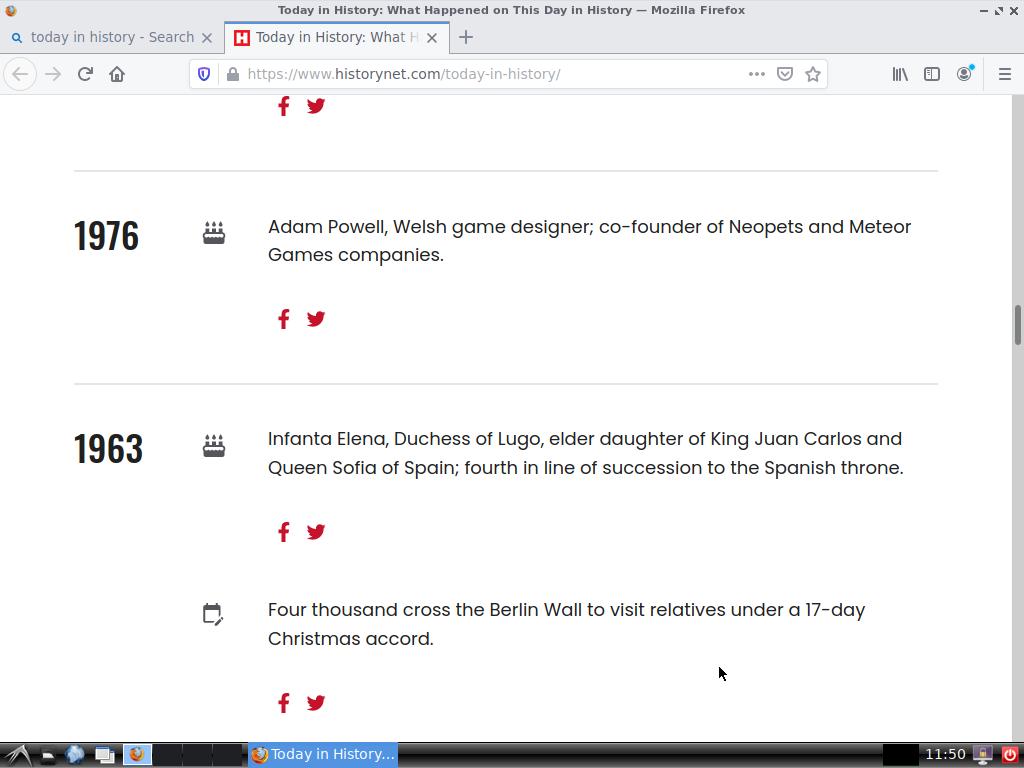 Today in History: What Happened on This Day in History — Mozilla Firefox
today in history - Search
Today in History: What H
https://www.historynet.com/today-in-history/
1976
Adam Powell, Welsh game designer; co-founder of Neopets and Meteor
Games companies.
1963
Infanta Elena, Duchess of Lugo, elder daughter of King Juan Carlos and
Queen Sofia of Spain; fourth in line of succession to the Spanish throne.
Four thousand cross the Berlin Wall to visit relatives under a 17-day
Christmas accord.
Today in History...
11:50